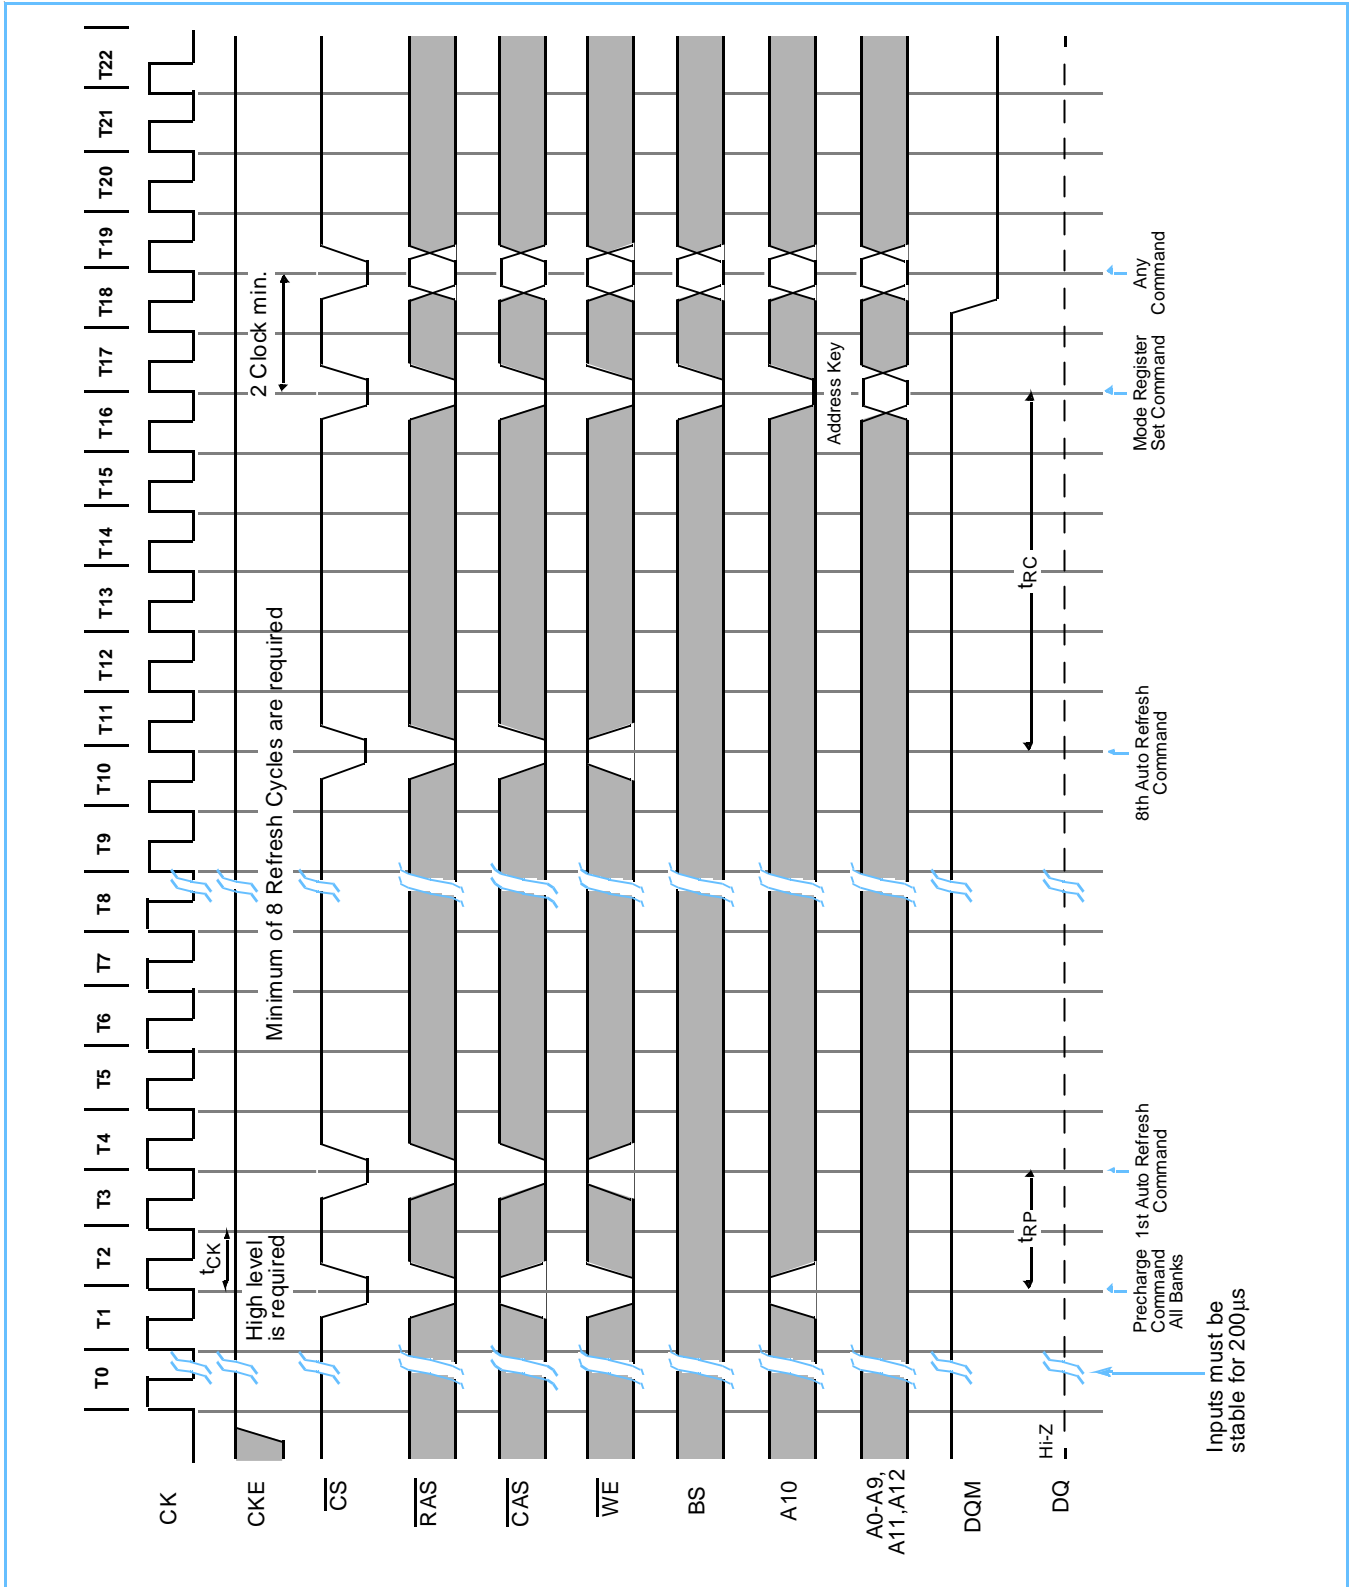 T0 T1 T2 T3 T4 T5 T6 T7 T8 T9 T10 T11 T12 T13 T14 T15 T16 T17 T18 T19 T20 T21 T22
CK
tCK
CKE
High level
is required
Minimum of 8 Refresh Cycles are required
2 Clock min.
CS
RAS
CAS
WE
BS
A10
Address Key
A0-A9,
A11,A12
DQM
Hi-Z
DQ
tRP
tRC
Precharge
Command
All Banks
1st Auto Refresh
Command
8th Auto Refresh
Command
Mode Register
Set Command
Any
Command
Inputs must be
stable for 200µs